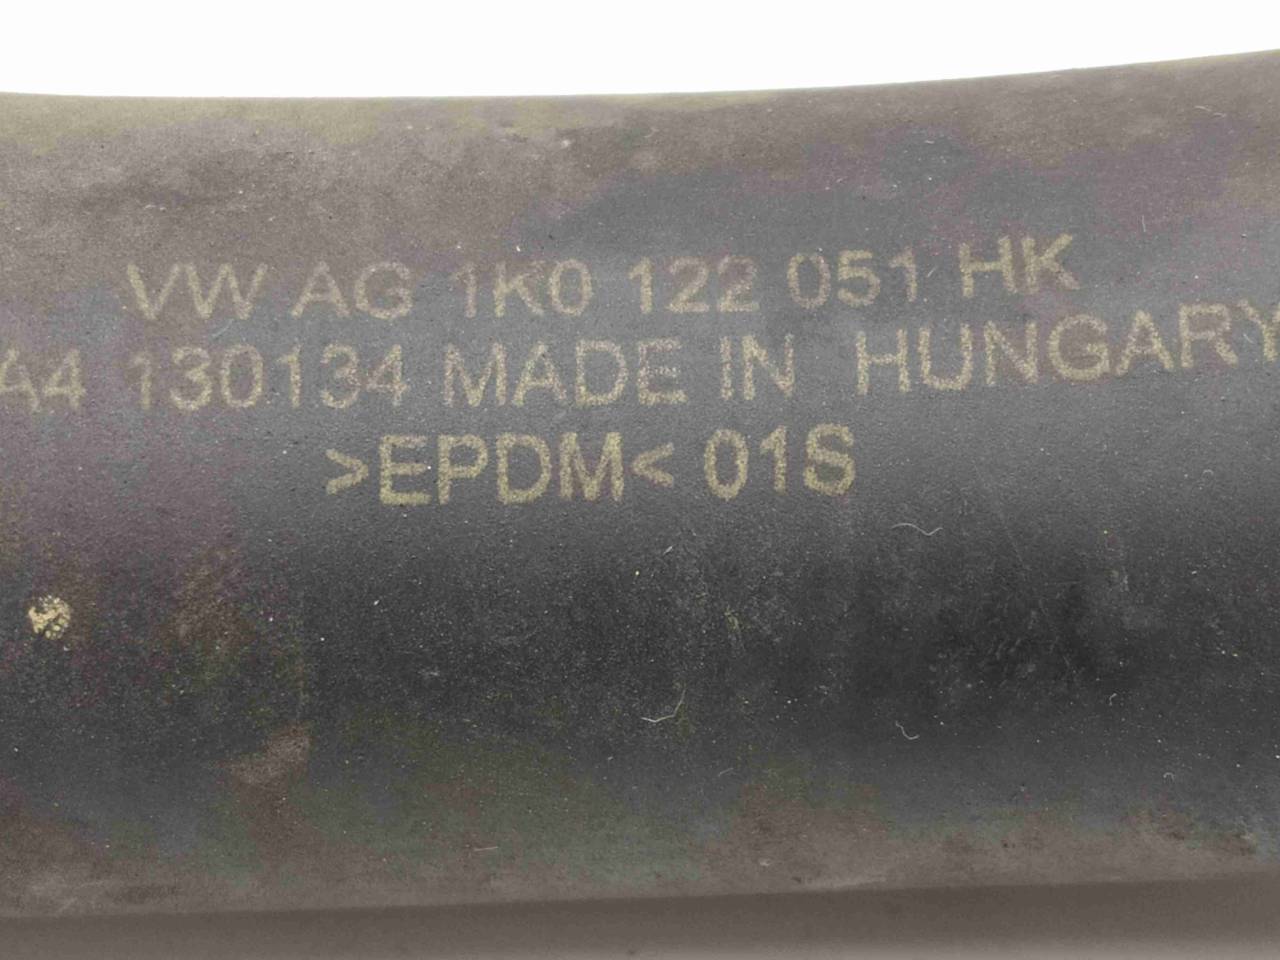 VW AG 1K0 122 051 HK
A4 130134 MADE IN HUNGARY
>EPDM< 01S